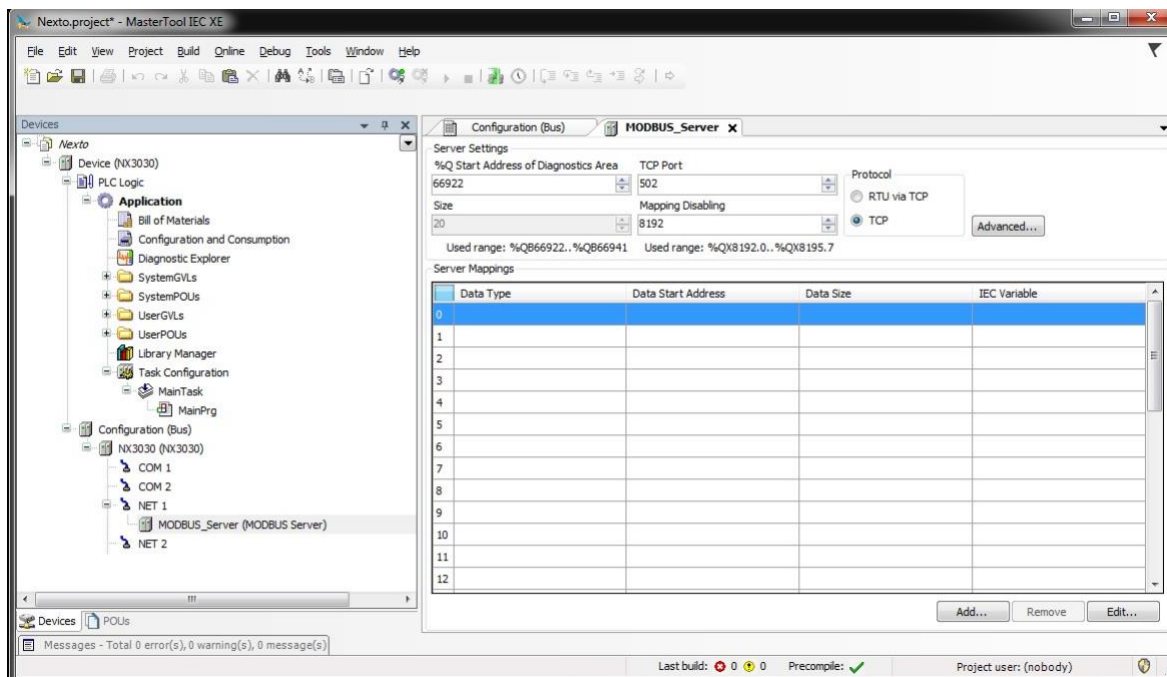 Nexto.project* - MasterTool IEC XE
File Edit View Project Build Online Debug Tools Window Help
Devices
Nexto
Device (NX3030)
PLC Logic
Application
Bill of Materials
Configuration and Consumption
Diagnostic Explorer
SystemGVLs
SystemPOUs
UserGVLs
UserPOUs
Library Manager
Task Configuration
MainTask
MainPrg
Configuration (Bus)
NX3030 (NX3030)
COM 1
COM 2
NET 1
MODBUS_Server (MODBUS Server)
NET 2
Devices POUs
Configuration (Bus) MODBUS_Server
Server Settings
%Q Start Address of Diagnostics Area TCP Port Protocol
66922 502 RTU via TCP
Size Mapping Disabling
20 8192 TCP Advanced...
Used range: %QB66922..%QB66941 Used range: %QX8192.0..%QX8195.7
Server Mappings
Data Type Data Start Address Data Size IEC Variable
0
1
2
3
4
5
6
7
8
9
10
11
12
Add... Remove Edit...
Messages - Total 0 error(s), 0 warning(s), 0 message(s)
Last build: 0 0 Precompile: Project user: (nobody)